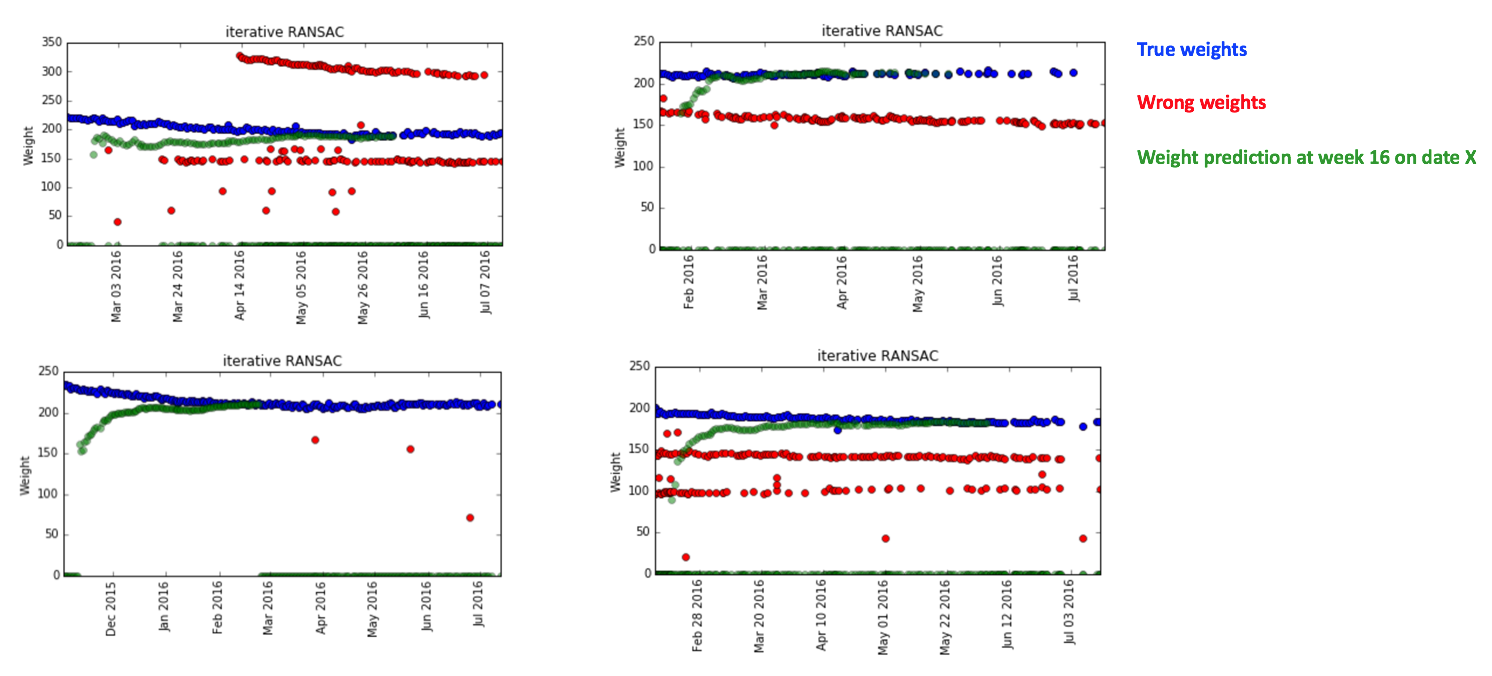 iterative RANSAC
Weight
350
300
250
200
150
100
50
0
Mar 03 2016
Mar 24 2016
Apr 14 2016
May 05 2016
May 26 2016
Jun 16 2016
Jul 07 2016
iterative RANSAC
Weight
250
200
150
100
50
0
Feb 2016
Mar 2016
Apr 2016
May 2016
Jun 2016
Jul 2016
True weights
Wrong weights
Weight prediction at week 16 on date X
iterative RANSAC
Weight
250
200
150
100
50
0
Dec 2015
Jan 2016
Feb 2016
Mar 2016
Apr 2016
May 2016
Jun 2016
Jul 2016
iterative RANSAC
Weight
250
200
150
100
50
0
Feb 28 2016
Mar 20 2016
Apr 10 2016
May 01 2016
May 22 2016
Jun 12 2016
Jul 03 2016